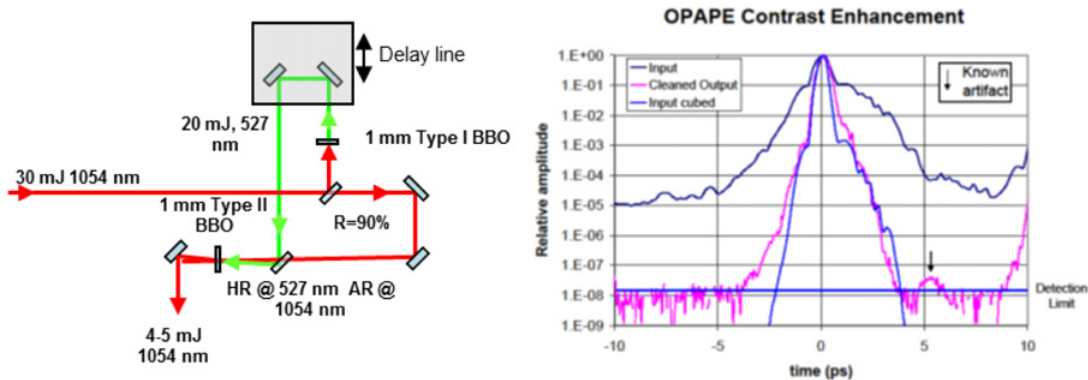 Delay line
20 mJ, 527
nm
1 mm Type I BBO
30 mJ 1054 nm
1 mm Type II
BBO
R=90%
HR @ 527 nm AR @
1054 nm
4-5 mJ
1054 nm
OPAPE Contrast Enhancement
Relative amplitude
1.E+00
1.E-01
1.E-02
1.E-03
1.E-04
1.E-05
1.E-06
1.E-07
1.E-08
1.E-09
Input
Cleaned Output
Input cubed
Known
artifact
Detection
Limit
-10
-5
0
5
10
time (ps)